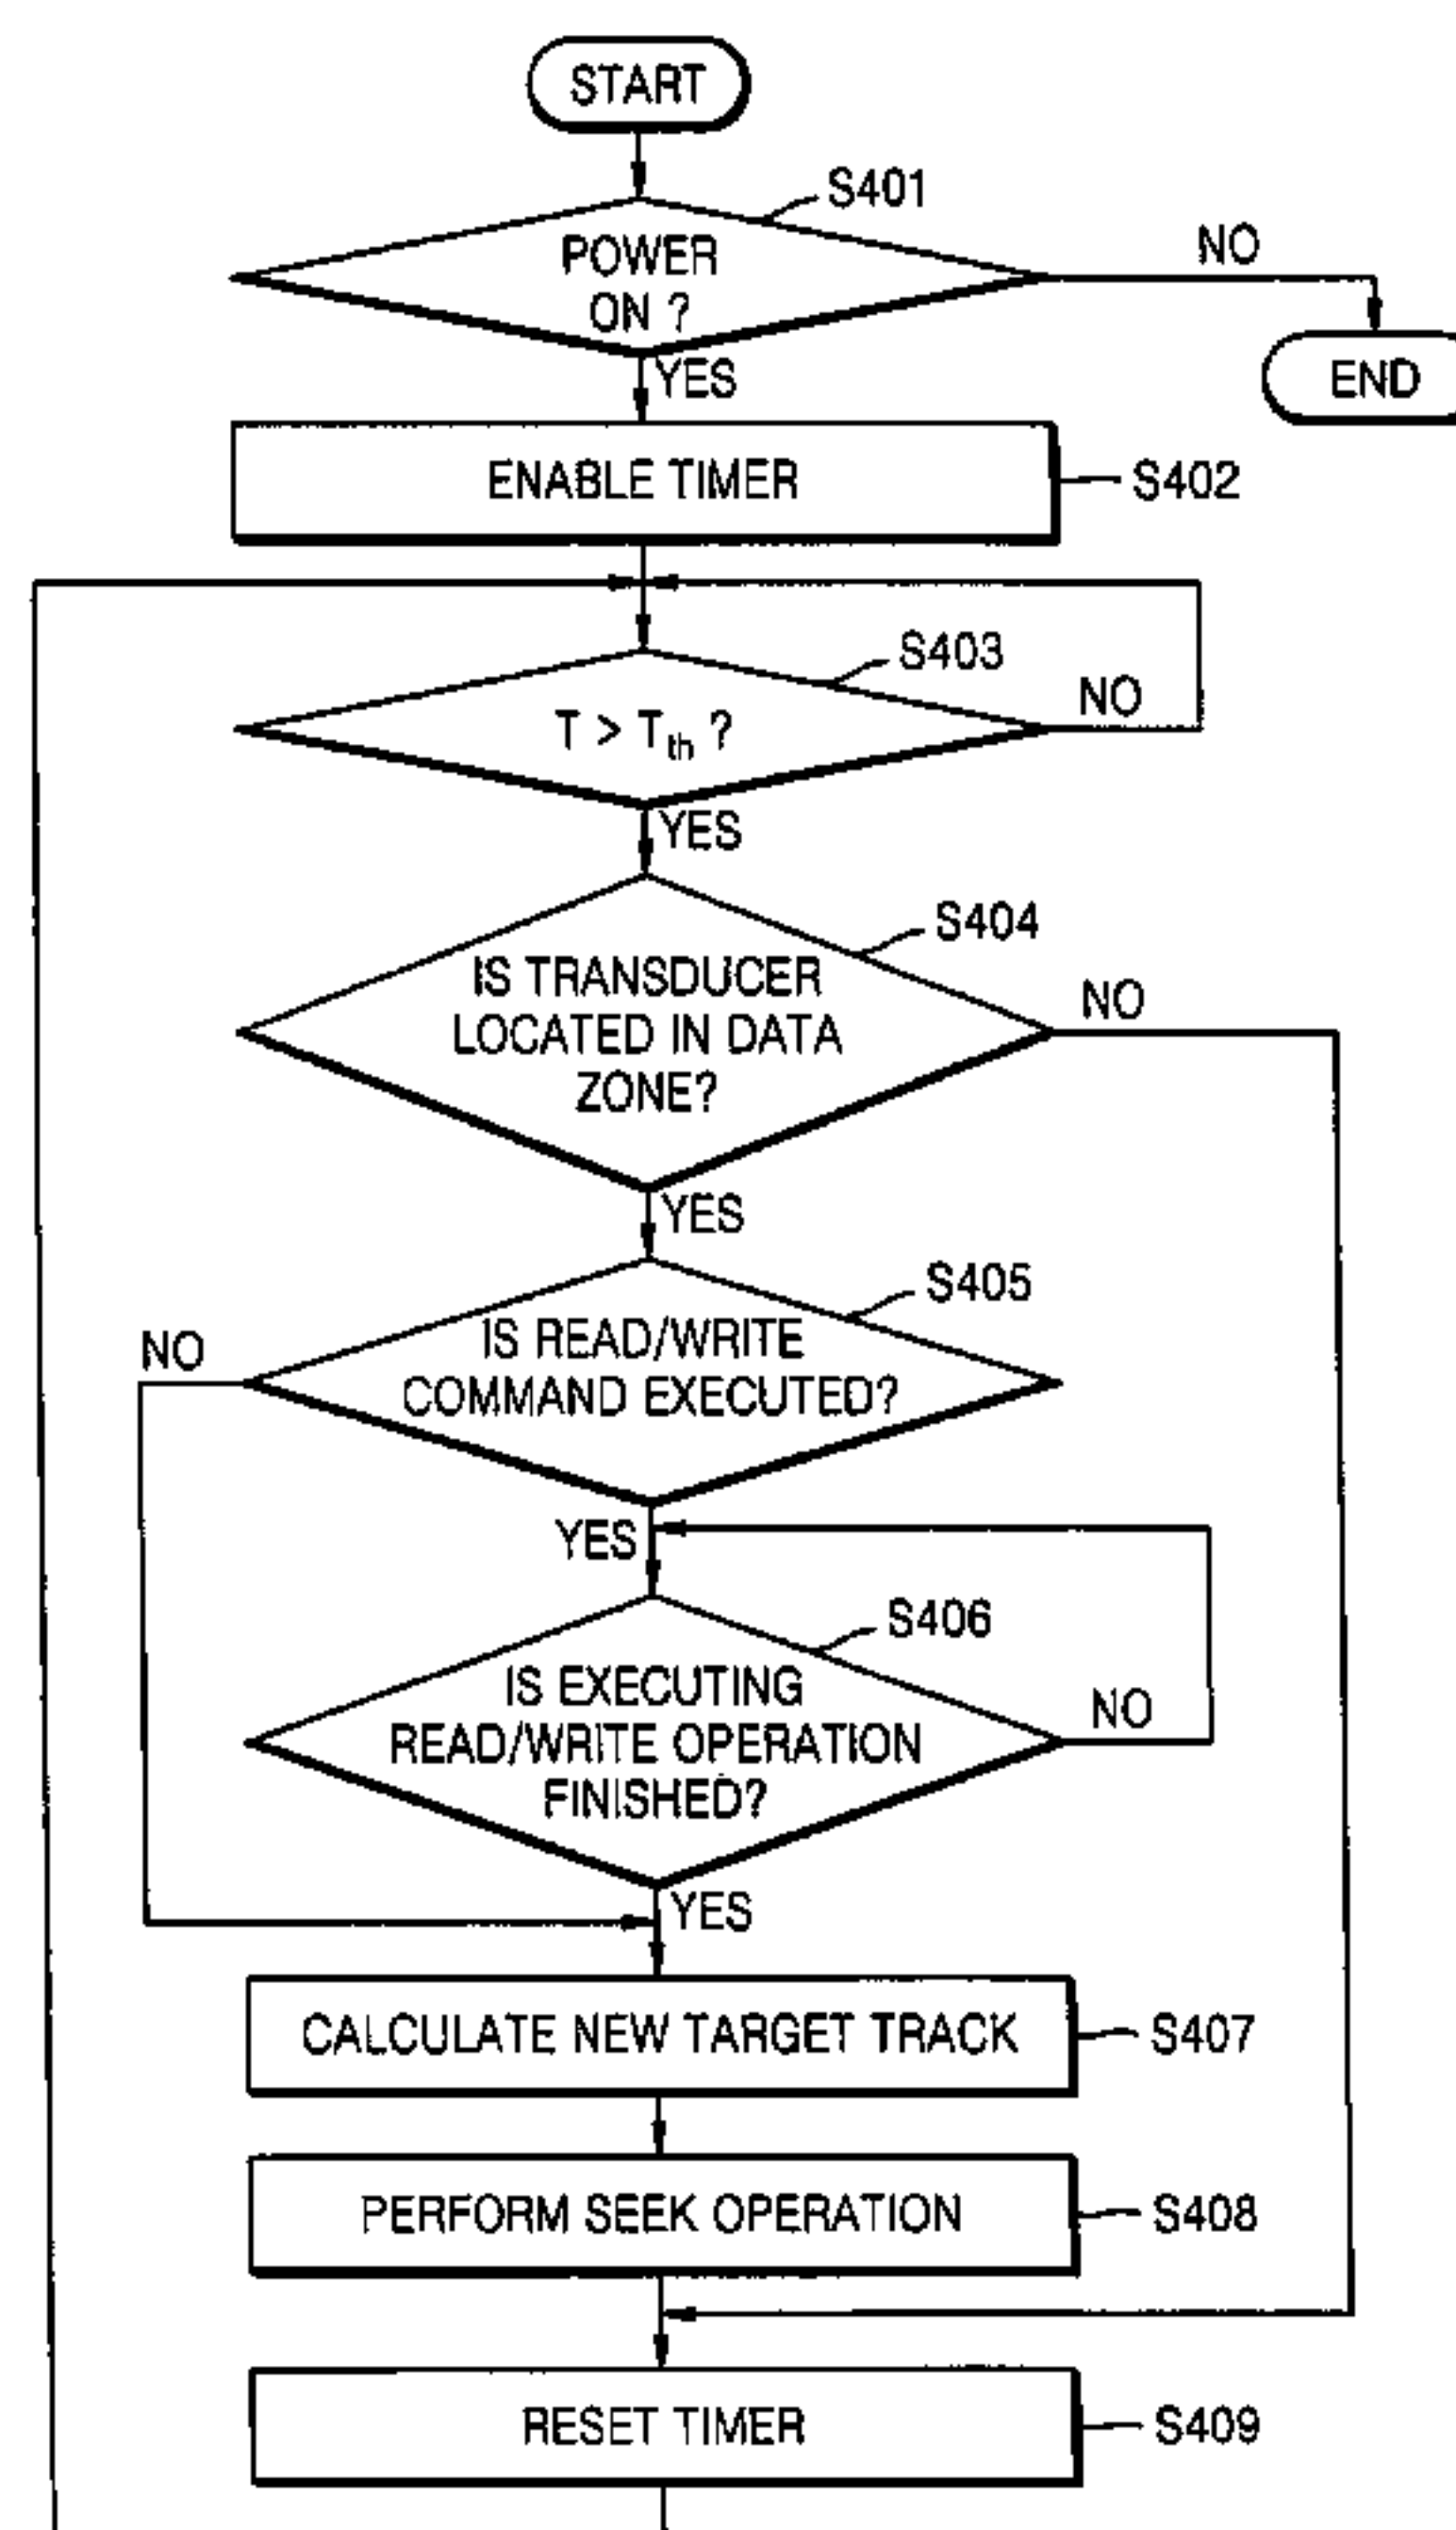 START
S401
POWER
ON ?
NO
END
YES
ENABLE TIMER
S402
S403
T > Tth ?
NO
YES
S404
IS TRANSDUCER
LOCATED IN DATA
ZONE?
NO
YES
S405
NO
IS READ/WRITE
COMMAND EXECUTED?
YES
S406
IS EXECUTING
READ/WRITE OPERATION
FINISHED?
NO
YES
CALCULATE NEW TARGET TRACK
S407
PERFORM SEEK OPERATION
S408
RESET TIMER
S409